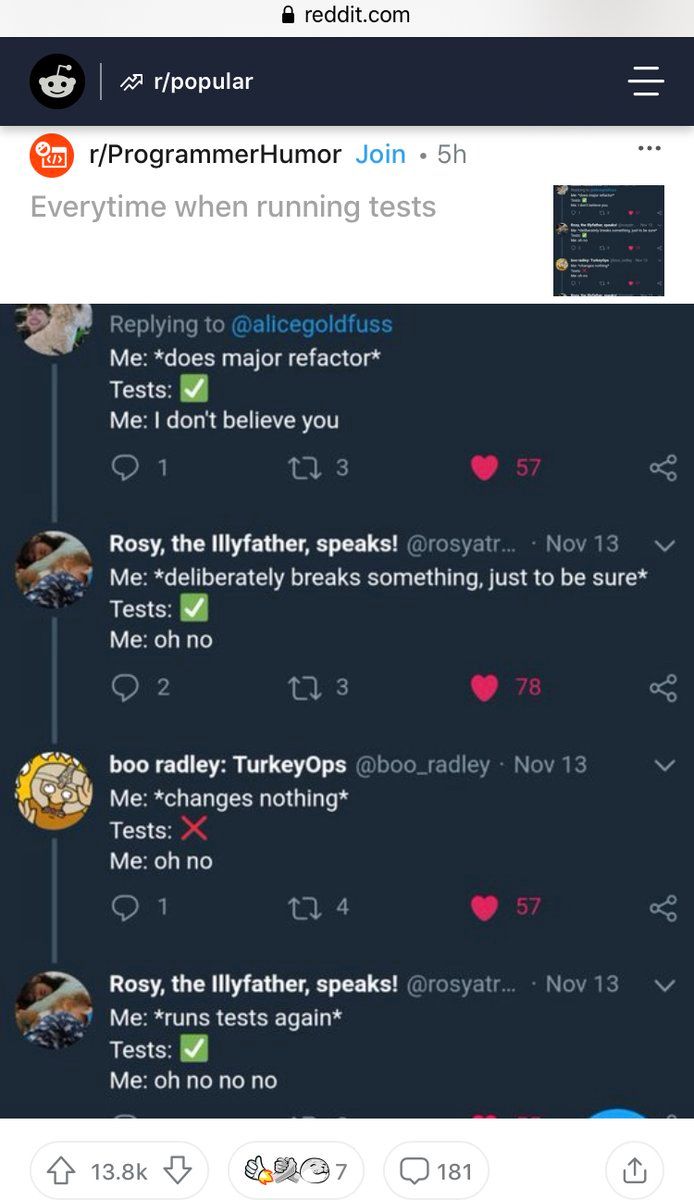 reddit.com
r/popular
r/ProgrammerHumor Join • 5h
Everytime when running tests
Replying to @alicegoldfuss
Me: *does major refactor*
Tests: ✅
Me: I don't believe you
1 3 57
Rosy, the Illyfather, speaks! @rosyatr... · Nov 13
Me: *deliberately breaks something, just to be sure*
Tests: ✅
Me: oh no
2 3 78
boo radley: TurkeyOps @boo_radley · Nov 13
Me: *changes nothing*
Tests: ❌
Me: oh no
1 4 57
Rosy, the Illyfather, speaks! @rosyatr... · Nov 13
Me: *runs tests again*
Tests: ✅
Me: oh no no no
13.8k 7 181